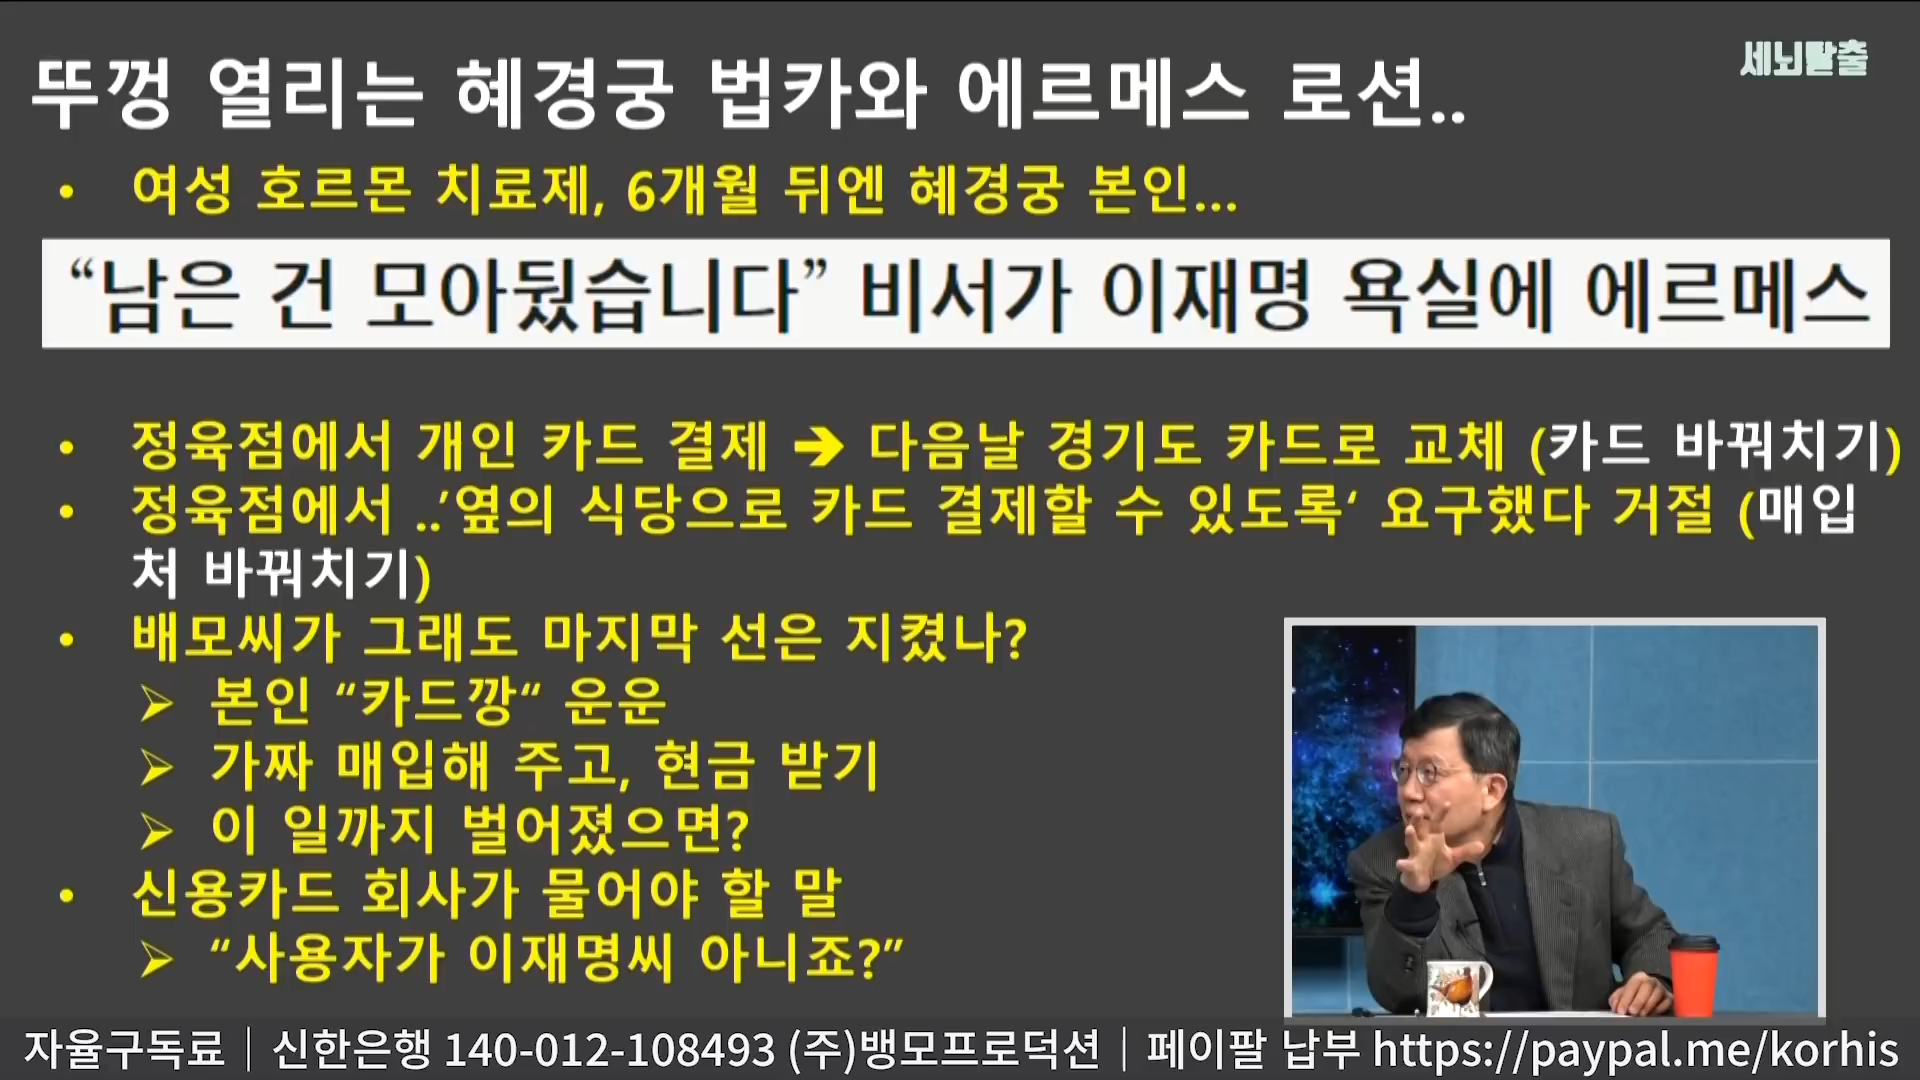 세뇌탈출
뚜껑 열리는 혜경궁 법카와 에르메스 로션..
• 여성 호르몬 치료제, 6개월 뒤엔 혜경궁 본인...
“남은 건 모아뒀습니다” 비서가 이재명 욕실에 에르메스
• 정육점에서 개인 카드 결제 ➔ 다음날 경기도 카드로 교체 (카드 바꿔치기)
• 정육점에서 ..’옆의 식당으로 카드 결제할 수 있도록‘ 요구했다 거절 (매입
처 바꿔치기)
• 배모씨가 그래도 마지막 선은 지켰나?
➢ 본인 “카드깡“ 운운
➢ 가짜 매입해 주고, 현금 받기
➢ 이 일까지 벌어졌으면?
• 신용카드 회사가 물어야 할 말
➢ “사용자가 이재명씨 아니죠?”
자율구독료│신한은행 140-012-108493 (주)뱅모프로덕션│페이팔 납부 https://paypal.me/korhis